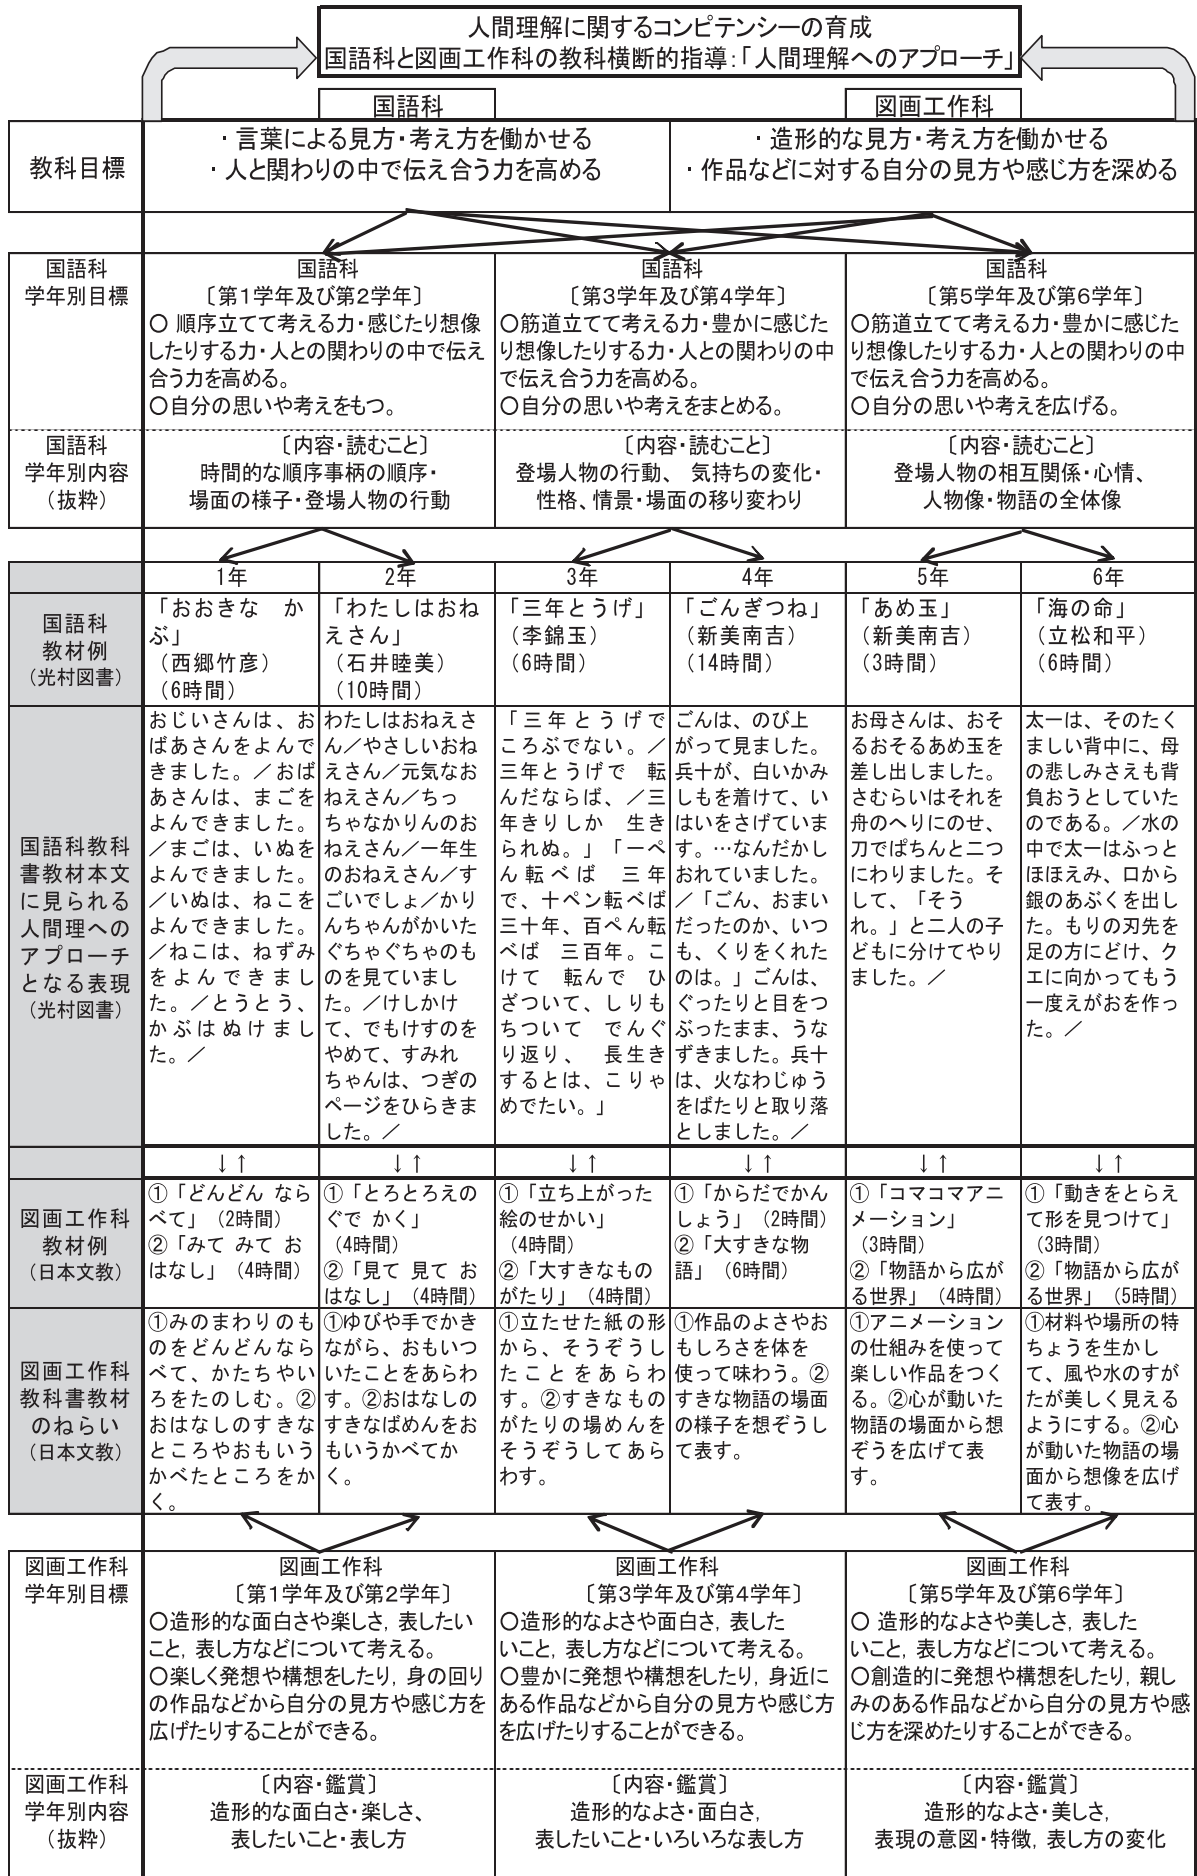 人間理解に関するコンピテンシーの育成
国語科と図画工作科の教科横断的指導：「人間理解へのアプローチ」
国語科
図画工作科
教科目標
・言葉による見方・考え方を働かせる
・人と関わりの中で伝え合う力を高める
・造形的な見方・考え方を働かせる
・作品などに対する自分の見方や感じ方を深める
国語科
学年別目標
国語科
〔第1学年及び第2学年〕
〇 順序立てて考える力・感じたり想像
したりする力・人との関わりの中で伝え
合う力を高める。
〇自分の思いや考えをもつ。
国語科
〔第3学年及び第4学年〕
〇筋道立てて考える力・豊かに感じた
り想像したりする力・人との関わりの中
で伝え合う力を高める。
〇自分の思いや考えをまとめる。
国語科
〔第5学年及び第6学年〕
〇筋道立てて考える力・豊かに感じた
り想像したりする力・人との関わりの中
で伝え合う力を高める。
〇自分の思いや考えを広げる。
国語科
学年別内容
（抜粋）
〔内容・読むこと〕
時間的な順序事柄の順序・
場面の様子・登場人物の行動
〔内容・読むこと〕
登場人物の行動、 気持ちの変化・
性格、情景・場面の移り変わり
〔内容・読むこと〕
登場人物の相互関係・心情、
人物像・物語の全体像
1年
2年
3年
4年
5年
6年
国語科
教材例
（光村図書）
「おおきな　か
ぶ」
（西郷竹彦）
（6時間）
「わたしはおね
えさん」
（石井睦美）
（10時間）
「三年とうげ」
（李錦玉）
（6時間）
「ごんぎつね」
（新美南吉）
（14時間）
「あめ玉」
（新美南吉）
（3時間）
「海の命」
（立松和平）
（6時間）
国語科教科
書教材本文
に見られる
人間理へのアプローチ
となる表現
（光村図書）
おじいさんは、お
ばあさんをよんで
きました。／おば
あさんは、まごを
よんできました。
／まごは、いぬを
よんできました。
／いぬは、ねこを
よんできました。
／ねこは、ねずみ
をよんできまし
た。／とうとう、
かぶはぬけまし
た。／
わたしはおねえさ
ん／やさしいおね
えさん／元気なお
ねえさん／ちっ
ちゃなかりんのお
ねえさん／一年生
のおねえさん／す
ごいでしょ／かり
んちゃんがかいた
ぐちゃぐちゃのも
のを見ていまし
た。／けしかけ
て、でもけすのを
やめて、すみれ
ちゃんは、つぎの
ページをひらきま
した。／
「三年とうげで
ころぶでない。／
三年とうげで　転
んだならば、／三
年きりしか　生き
られぬ。」「一ぺ
ん転べば　三年
で、十ペン転べば
三十年、百ぺん転
べば　三百年。こ
けて　転んで　ひ
ざついて、しりも
ちついて　でんぐ
り返り、　長生き
するとは、こりゃ
めでたい。」
ごんは、のび上
がって見ました。
兵十が、白いかみ
しもを着けて、い
はいをさげていま
す。…なんだかし
おれていました。
／「ごん、おまい
だったのか、いつ
も、くりをくれた
のは。」ごんは、
ぐったりと目をつ
ぶったまま、うな
ずきました。兵十
は、火なわじゅう
をばたりと取り落
としました。／
お母さんは、おそ
るおそるあめ玉を
差し出しました。
さむらいはそれを
舟のへりにのせ、
刀でぱちんと二つ
にわりました。そ
して、「そう
れ。」と二人の子
どもに分けてやり
ました。／
太一は、そのたく
ましい背中に、母
の悲しみさえも背
負おうとしていた
のである。／水の
中で太一はふっと
ほほえみ、口から
銀のあぶくを出し
た。もりの刃先を
足の方にどけ、ク
エに向かってもう
一度えがおを作っ
た。／
↓↑
↓↑
↓↑
↓↑
↓↑
↓↑
図画工作科
教材例
（日本文教）
①「どんどん なら
べて」（2時間）
②「みて みて お
はなし」（4時間）
①「とろとろえの
ぐで かく」
（4時間）
②「見て 見て お
はなし」（4時間）
①「立ち上がった
絵のせかい」
（4時間）
②「大すきなもの
がたり」（4時間）
①「からだでかん
しょう」（2時間）
②「大すきな物
語」（6時間）
①「コマコマアニ
メーション」
（3時間）
②「物語から広が
る世界」（4時間）
①「動きをとらえ
て形を見つけて」
（3時間）
②「物語から広が
る世界」（5時間）
図画工作科
教科書教材
のねらい
（日本文教）
①みのまわりのも
のをどんどんなら
べて、かたちやい
ろをたのしむ。②
おはなしのすきな
ところやおもいう
かべたところをか
く。
①ゆびや手でかき
ながら、おもいつ
いたことをあらわ
す。②おはなしの
すきなばめんをお
もいうかべてか
く。
①立たせた紙の形
から、そうぞうし
たことをあらわ
す。②すきなもの
がたりの場めんを
そうぞうしてあら
わす。
①作品のよさやお
もしろさを体を
使って味わう。②
すきな物語の場面
の様子を想ぞうし
て表す。
①アニメーション
の仕組みを使って
楽しい作品をつく
る。②心が動いた
物語の場面から想
ぞうを広げて表
す。
①材料や場所の特
ちょうを生かし
て、風や水のすが
たが美しく見える
ようにする。②心
が動いた物語の場
面から想像を広げ
て表す。
図画工作科
学年別目標
図画工作科
〔第1学年及び第2学年〕
〇造形的な面白さや楽しさ，表したい
こと，表し方などについて考える。
〇楽しく発想や構想をしたり，身の回り
の作品などから自分の見方や感じ方を
広げたりすることができる。
図画工作科
〔第3学年及び第4学年〕
〇造形的なよさや面白さ，表した
いこと，表し方などについて考える。
〇豊かに発想や構想をしたり，身近に
ある作品などから自分の見方や感じ方
を広げたりすることができる。
図画工作科
〔第5学年及び第6学年〕
〇 造形的なよさや美しさ，表した
いこと，表し方などについて考える。
〇創造的に発想や構想をしたり，親し
みのある作品などから自分の見方や感
じ方を深めたりすることができる。
図画工作科
学年別内容
（抜粋）
〔内容・鑑賞〕
造形的な面白さ・楽しさ、
表したいこと・表し方
〔内容・鑑賞〕
造形的なよさ・面白さ，
表したいこと・いろいろな表し方
〔内容・鑑賞〕
造形的なよさ・美しさ，
表現の意図・特徴，表し方の変化